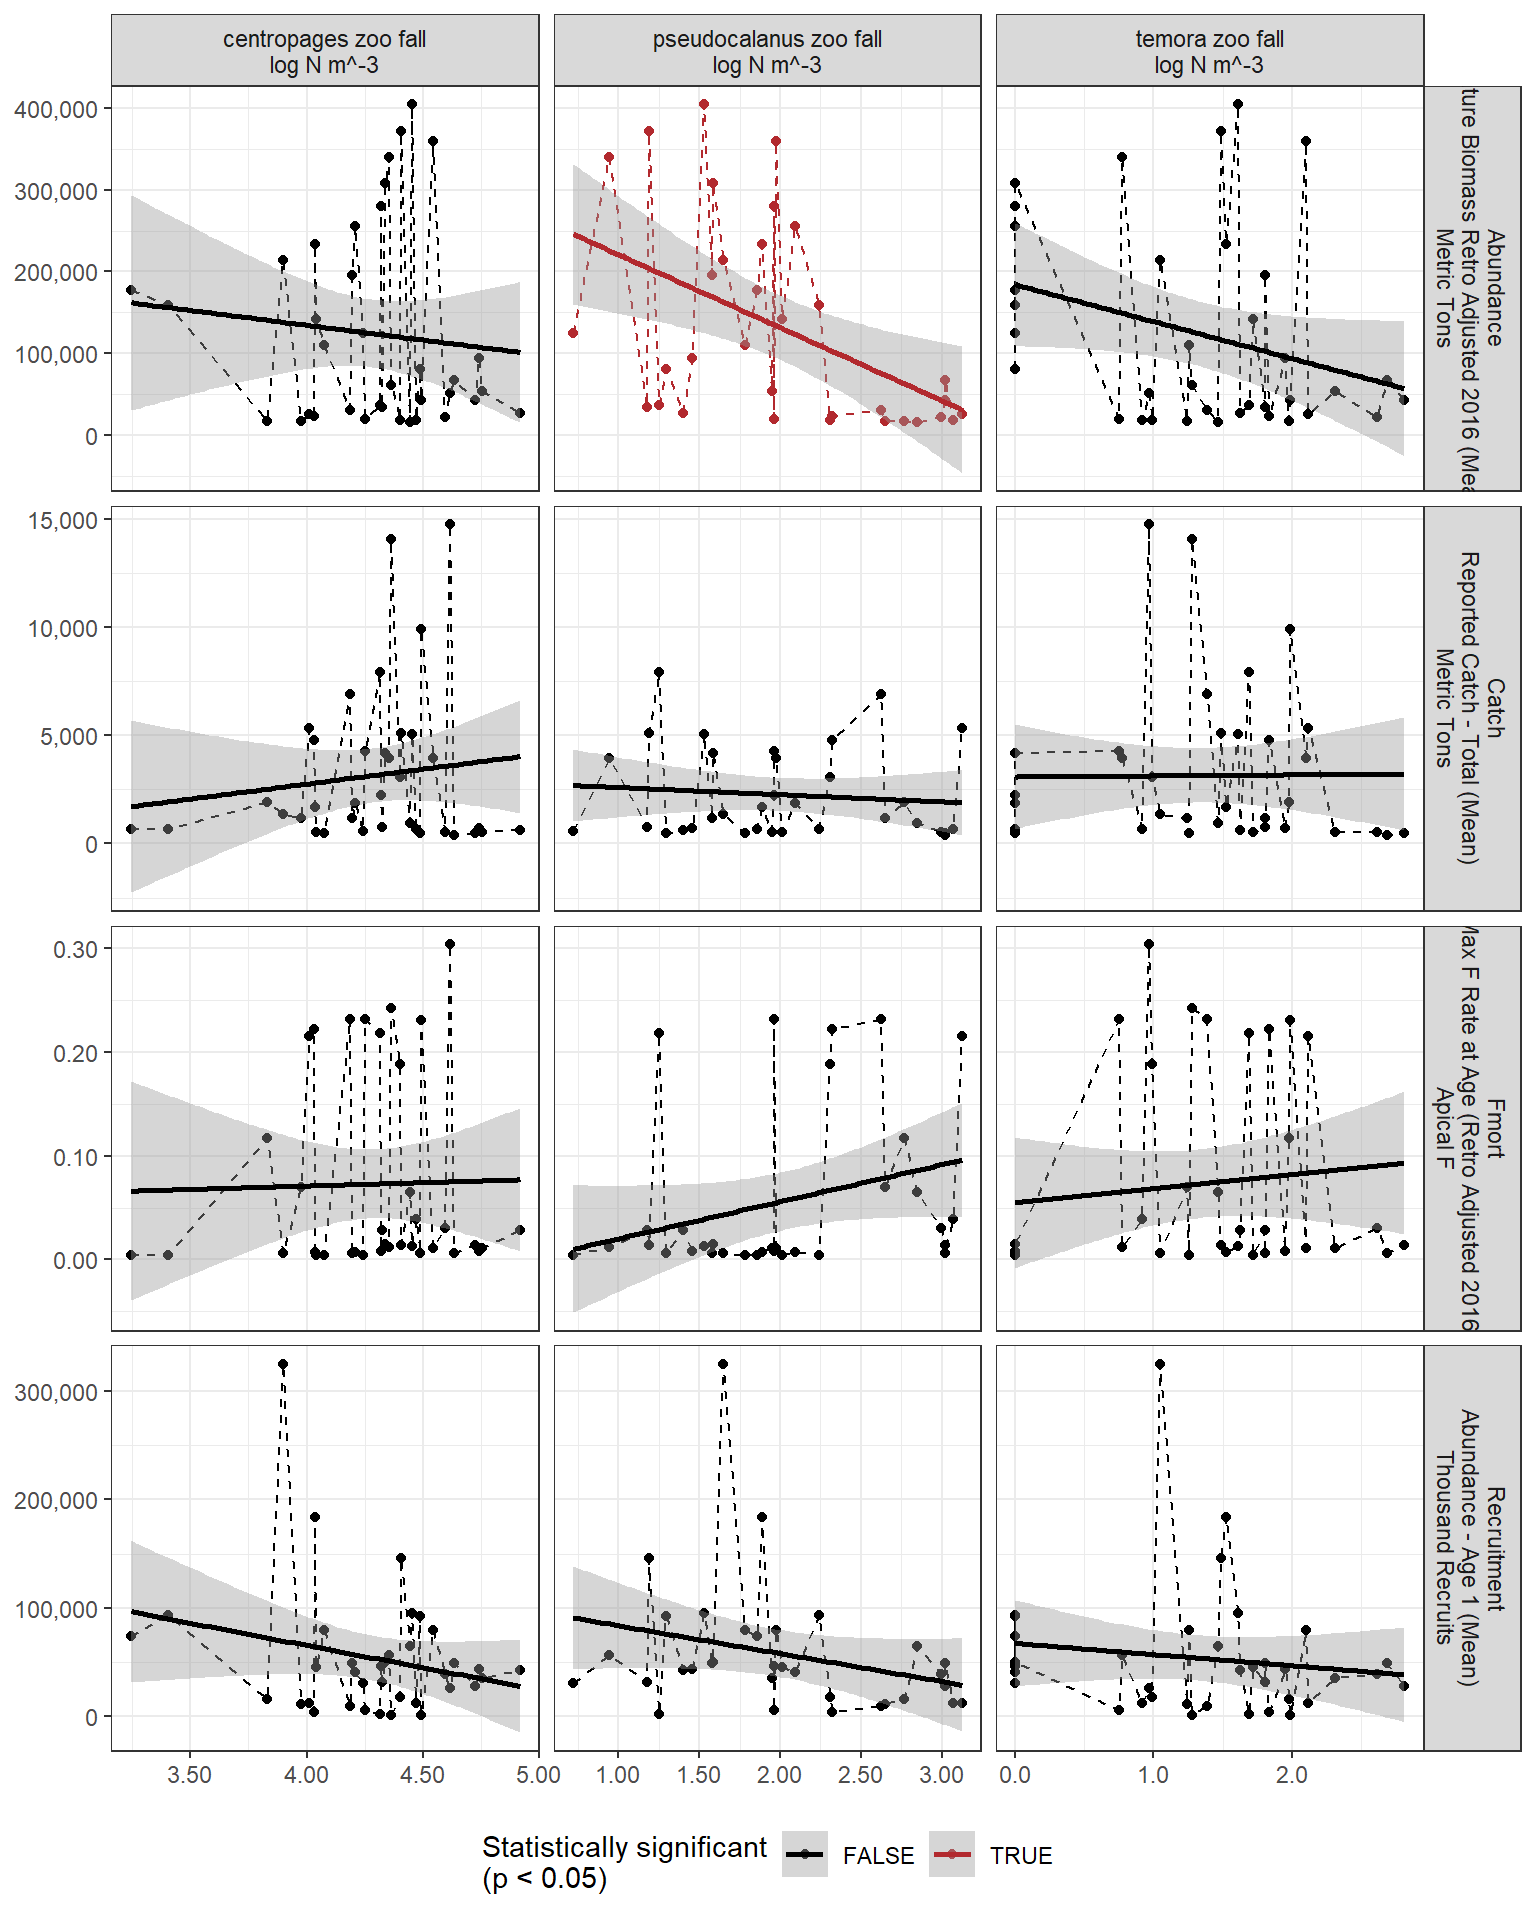 centropages zoo fall
log N m^-3
pseudocalanus zoo fall
log N m^-3
temora zoo fall
log N m^-3
400,000
300,000
200,000
100,000
0
Abundance
ture Biomass Retro Adjusted 2016 (Mea
Metric Tons
15,000
10,000
5,000
0
Catch
Reported Catch - Total (Mean)
Metric Tons
0.30
0.20
0.10
0.00
Fmort
Max F Rate at Age (Retro Adjusted 2016
Apical F
300,000
200,000
100,000
0
Recruitment
Abundance - Age 1 (Mean)
Thousand Recruits
3.50 4.00 4.50 5.00
1.00 1.50 2.00 2.50 3.00
0.0 1.0 2.0
Statistically significant
(p < 0.05)
FALSE
TRUE